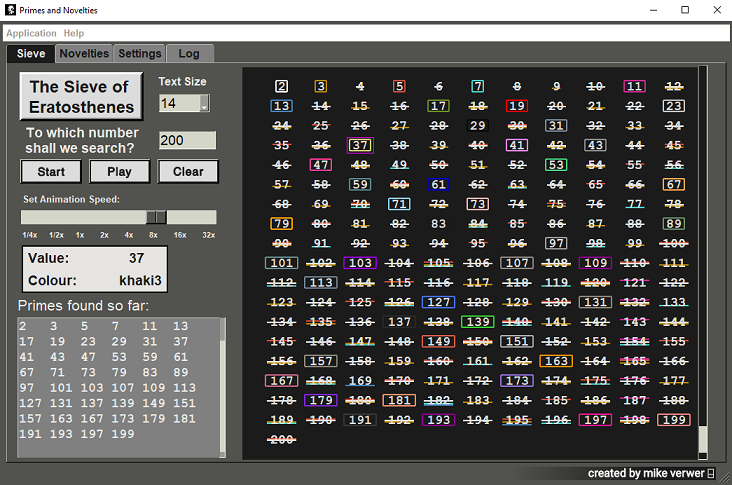 Primes and Novelties
Application Help
Sieve Novelties Settings Log
The Sieve of
Eratosthenes
Text Size
14
To which number
shall we search?
200
Start Play Clear
Set Animation Speed:
1/4x 1/2x 1x 2x 4x 8x 16x 32x
Value: 37
Colour: khaki3
Primes found so far:
2 3 5 7 11 13
17 19 23 29 31 37
41 43 47 53 59 61
67 71 73 79 83 89
97 101 103 107 109 113
127 131 137 139 149 151
157 163 167 173 179 181
191 193 197 199
2 3 4 5 6 7 8 9 10 11 12
13 14 15 16 17 18 19 20 21 22 23
24 25 26 27 28 29 30 31 32 33 34
35 36 37 38 39 40 41 42 43 44 45
46 47 48 49 50 51 52 53 54 55 56
57 58 59 60 61 62 63 64 65 66 67
68 69 70 71 72 73 74 75 76 77 78
79 80 81 82 83 84 85 86 87 88 89
90 91 92 93 94 95 96 97 98 99 100
101 102 103 104 105 106 107 108 109 110 111
112 113 114 115 116 117 118 119 120 121 122
123 124 125 126 127 128 129 130 131 132 133
134 135 136 137 138 139 140 141 142 143 144
145 146 147 148 149 150 151 152 153 154 155
156 157 158 159 160 161 162 163 164 165 166
167 168 169 170 171 172 173 174 175 176 177
178 179 180 181 182 183 184 185 186 187 188
189 190 191 192 193 194 195 196 197 198 199
200
created by mike verwer